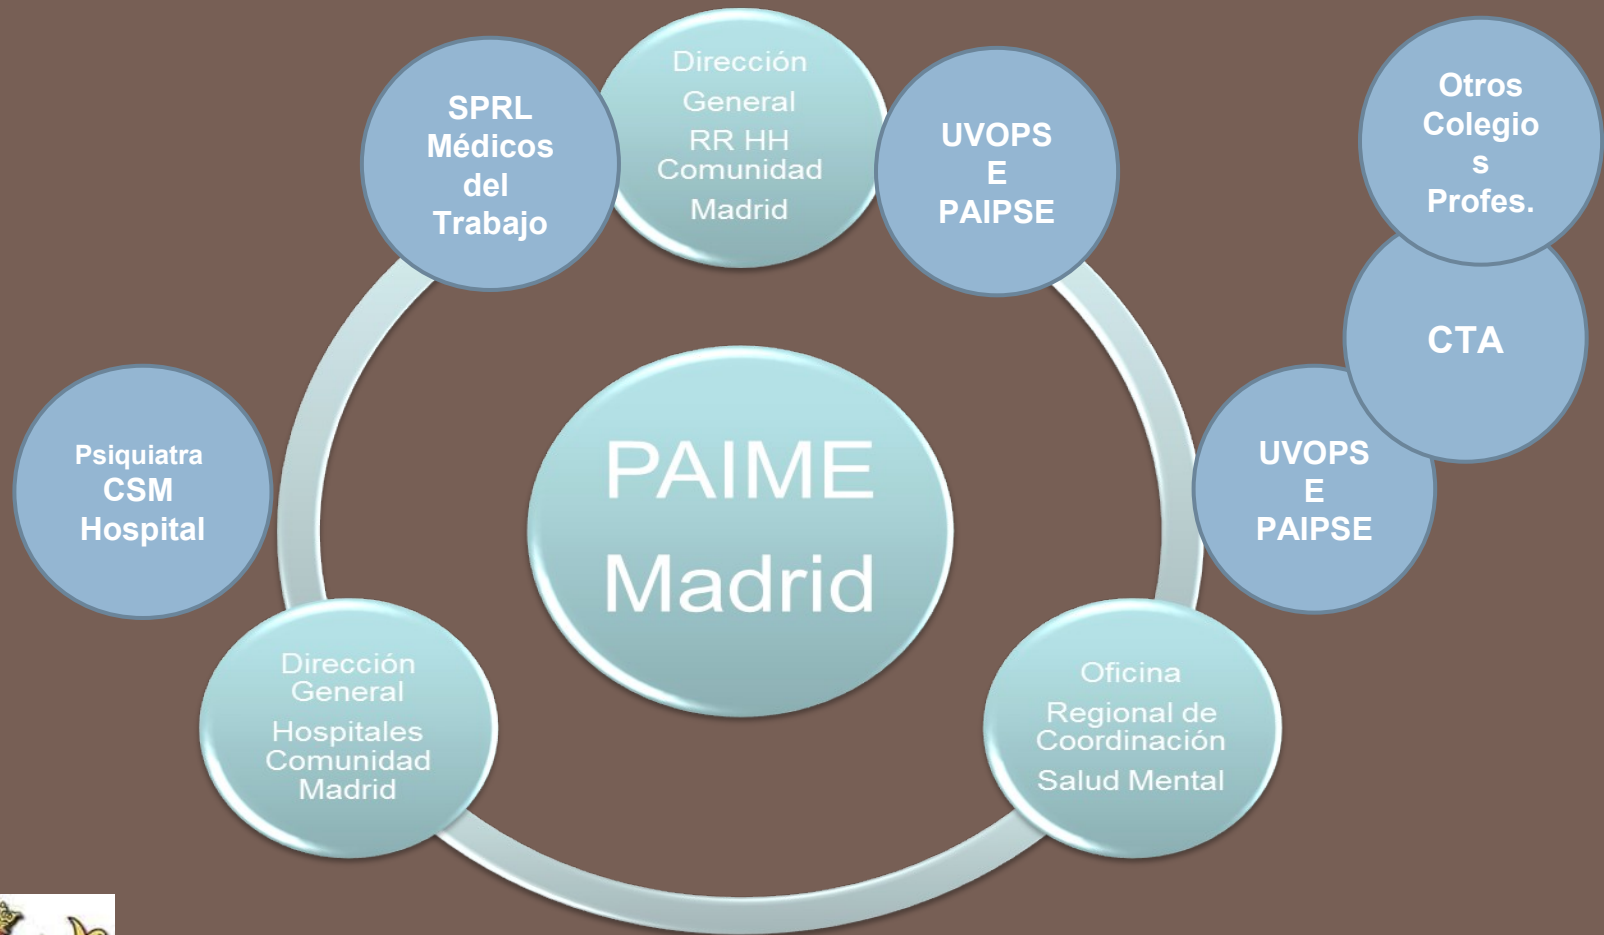 Dirección
General
RR HH
Comunidad
Madrid
SPRL
Médicos
del
Trabajo
UVOPS
E
PAIPSE
Otros
Colegio
s
Profes.
CTA
UVOPS
E
PAIPSE
Psiquiatra
CSM
Hospital
PAIME
Madrid
Dirección
General
Hospitales
Comunidad
Madrid
Oficina
Regional de
Coordinación
Salud Mental